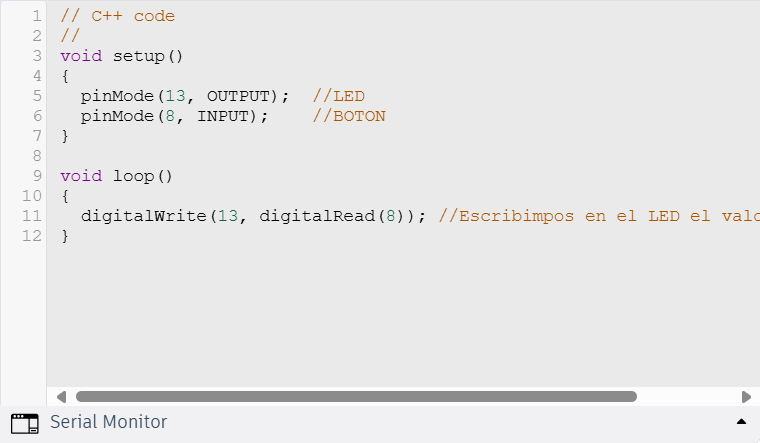 1 // C++ code
2 //
3 void setup()
4 {
5   pinMode(13, OUTPUT);  //LED
6   pinMode(8, INPUT);    //BOTON
7 }
8
9 void loop()
10 {
11   digitalWrite(13, digitalRead(8)); //Escribimpos en el LED el valo
12 }
Serial Monitor